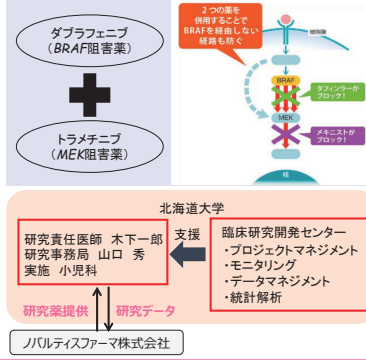 ダブラフェニブ
（BRAF阻害薬）
トラメチニブ
（MEK阻害薬）
２つの薬を
併用することで
BRAFを経由しない
経路も防ぐ
細胞膜
BRAF
タフィンラーが
ブロック！
MEK
メキニストが
ブロック！
核
北海道大学
研究責任医師　木下一郎
研究事務局　山口　秀
実施　小児科
支援
臨床研究開発センター
・プロジェクトマネジメント
・モニタリング
・データマネジメント
・統計解析
研究薬提供
研究データ
ノバルティスファーマ株式会社